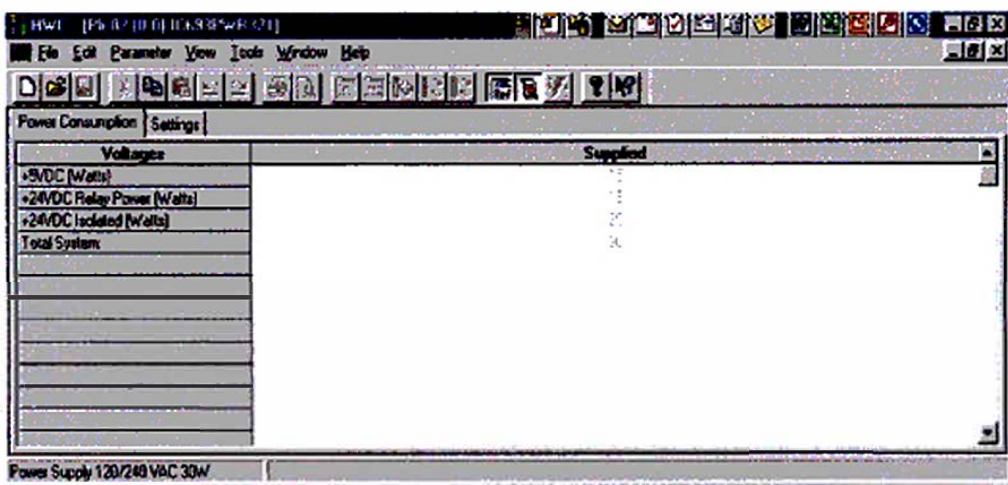 HWC
File Edit Parameter View Tools Window Help
Power Consumption Settings
Voltages Supplied
+5VDC (Watts)
+24VDC Relay Power (Watts)
+24VDC Isolated (Watts)
Total System
Power Supply 120/240 VAC 30W